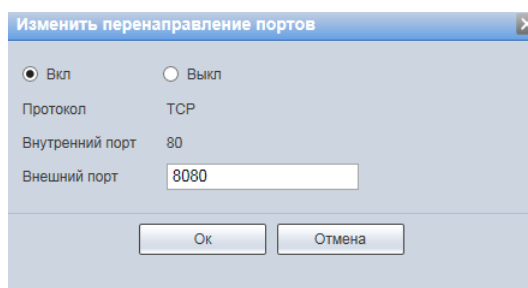 Изменить перенаправление портов
Вкл Выкл
Протокол TCP
Внутренний порт 80
Внешний порт 8080
Ок Отмена